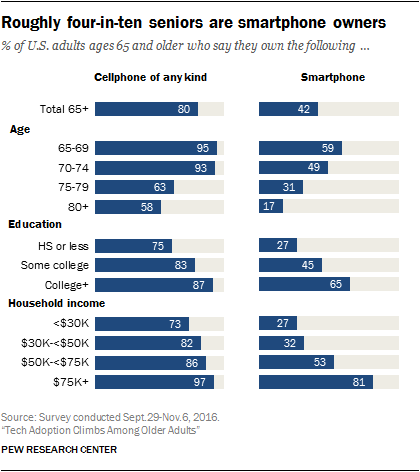 Roughly four-in-ten seniors are smartphone owners
% of U.S. adults ages 65 and older who say they own the following ...
Cellphone of any kind Smartphone
Total 65+ 80 42
Age
65-69 95 59
70-74 93 49
75-79 63 31
80+ 58 17
Education
HS or less 75 27
Some college 83 45
College+ 87 65
Household income
<$30K 73 27
$30K-<$50K 82 32
$50K-<$75K 86 53
$75K+ 97 81
Source: Survey conducted Sept.29-Nov.6, 2016.
"Tech Adoption Climbs Among Older Adults"
PEW RESEARCH CENTER